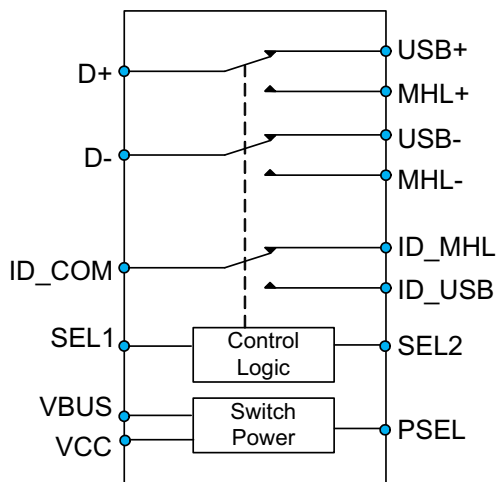 USB+
D+
MHL+
USB-
D-
MHL-
ID_MHL
ID_COM
ID_USB
SEL1
Control
Logic
SEL2
VBUS
Switch
Power
PSEL
VCC